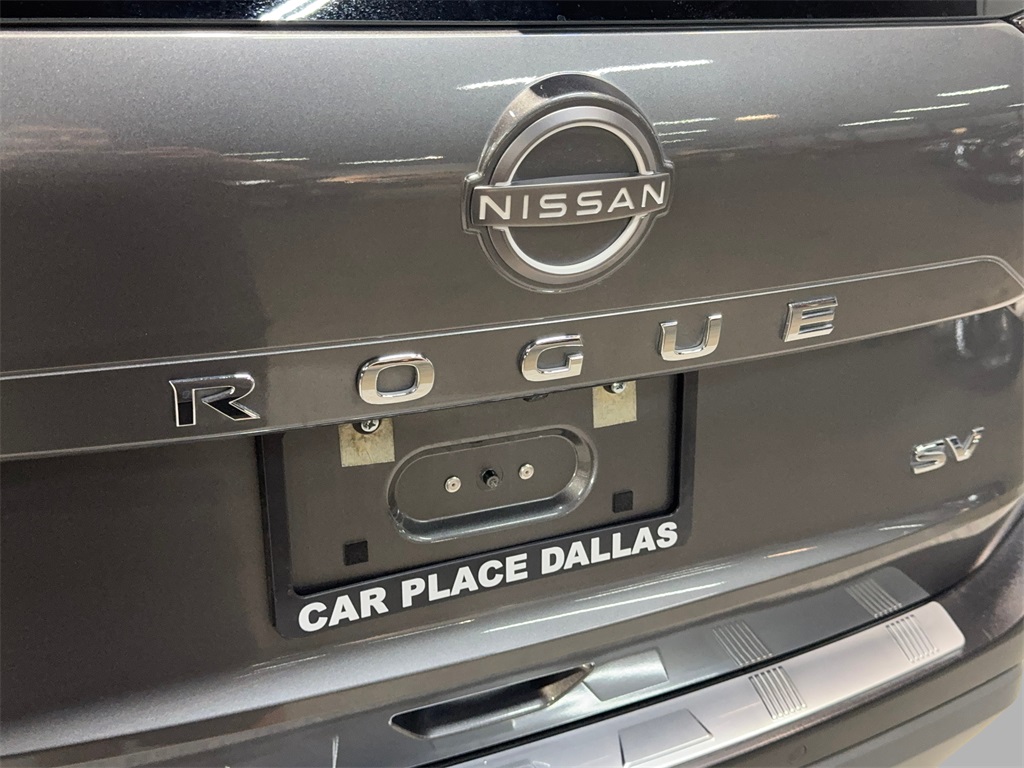 NISSAN
ROGUE
SV
CAR PLACE DALLAS